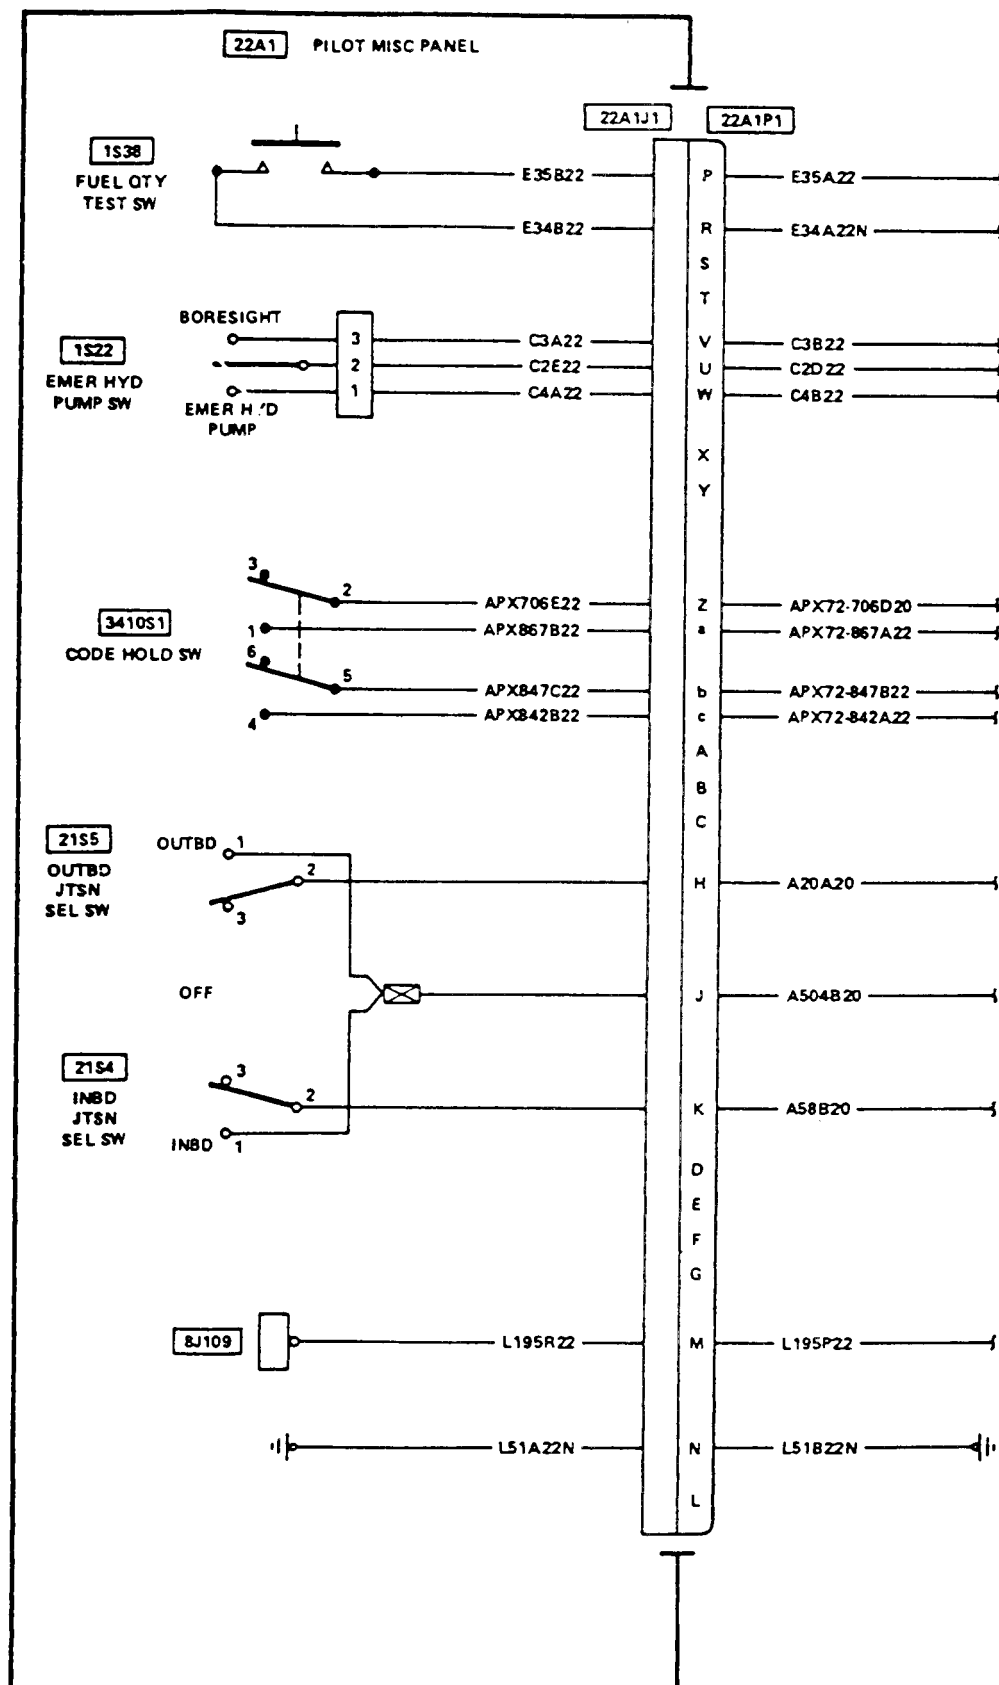 22A1 PILOT MISC PANEL
22A1J1 22A1P1
1S38
FUEL QTY
TEST SW
E35B22 P E35A22
E34B22 R E34A22N
S
T
BORESIGHT
1S22
EMER HYD
PUMP SW
3 C3A22 V C3B22
2 C2E22 U C2D22
1 C4A22 W C4B22
EMER HYD
PUMP
X
Y
3
2 APX706E22 Z APX72-706D20
3410S1
CODE HOLD SW
1 APX867B22 a APX72-867A22
6
5 APX847C22 b APX72-847B22
4 APX842B22 c APX72-842A22
A
B
C
21S5
OUTBD
JTSN
SEL SW
OUTBD 1
2 H A20A20
3
OFF J A504B20
21S4
INBD
JTSN
SEL SW
3
2 K A58B20
INBD 1
D
E
F
G
8J109 L195R22 M L195P22
L51A22N N L51B22N
L